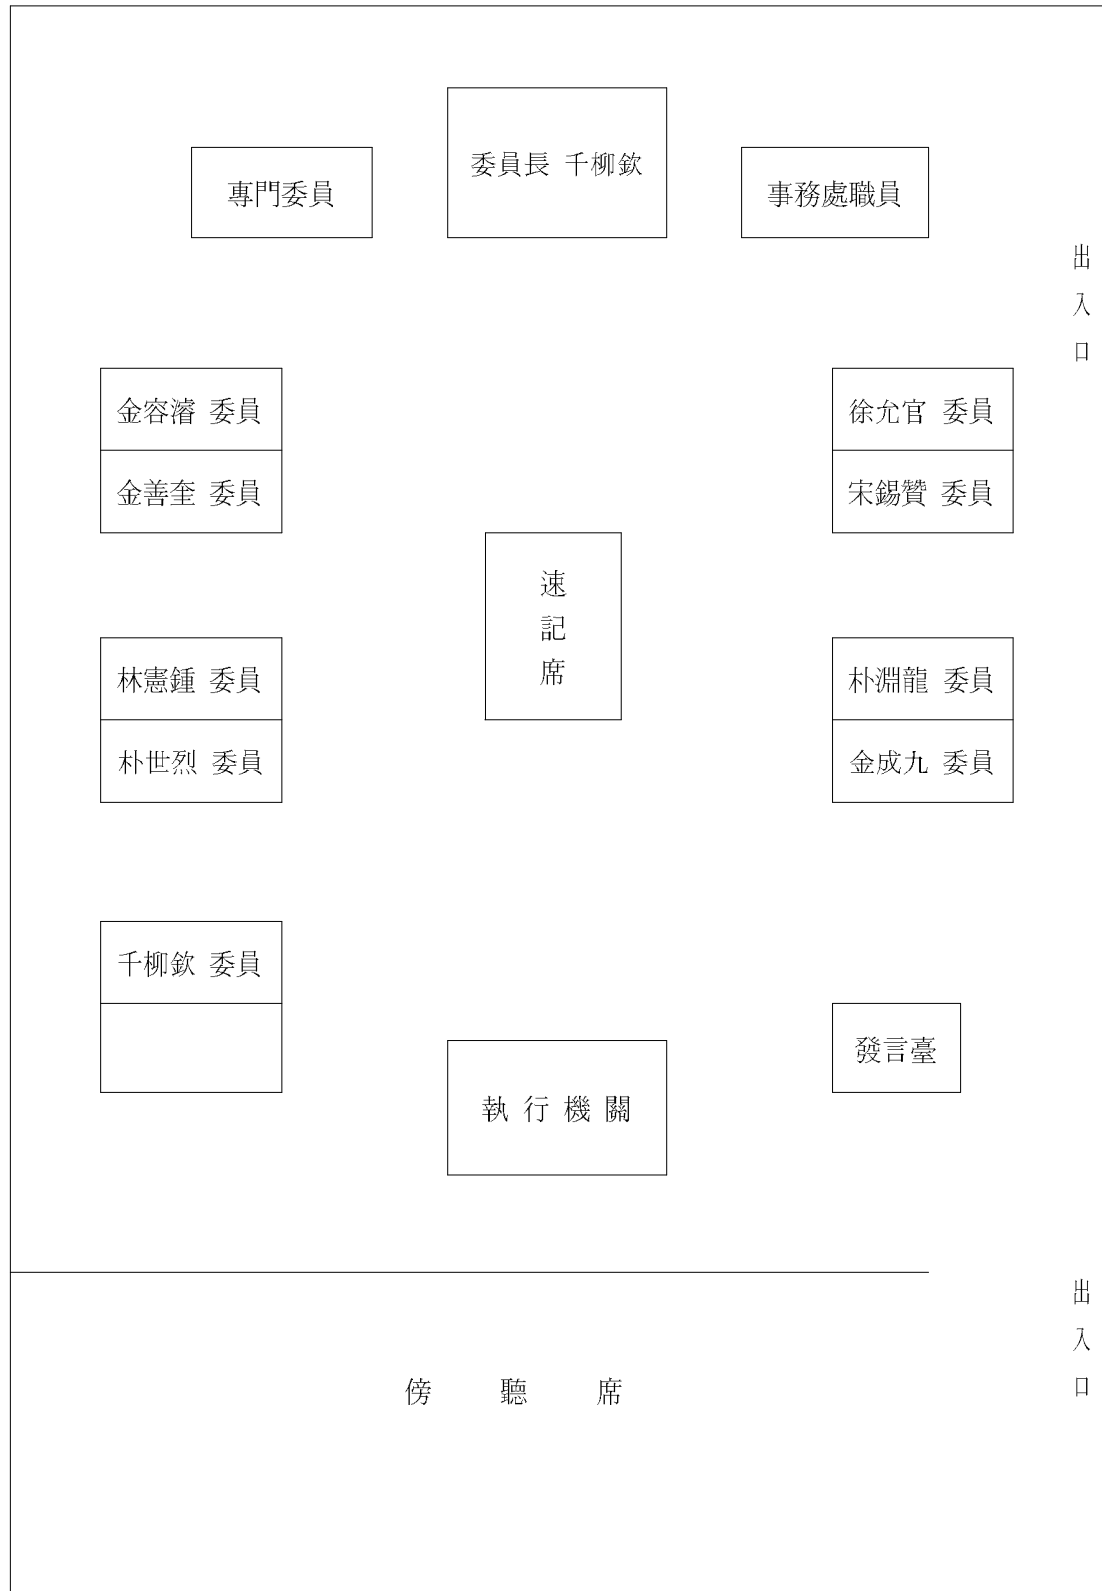 委員長 千柳欽
專門委員
事務處職員
出
入
口
金容濬 委員
徐允官 委員
金善奎 委員
宋錫贊 委員
速
記
席
林憲鍾 委員
朴淵龍 委員
朴世烈 委員
金成九 委員
千柳欽 委員
發言臺
執 行 機 關
出
入
口
傍 聽 席